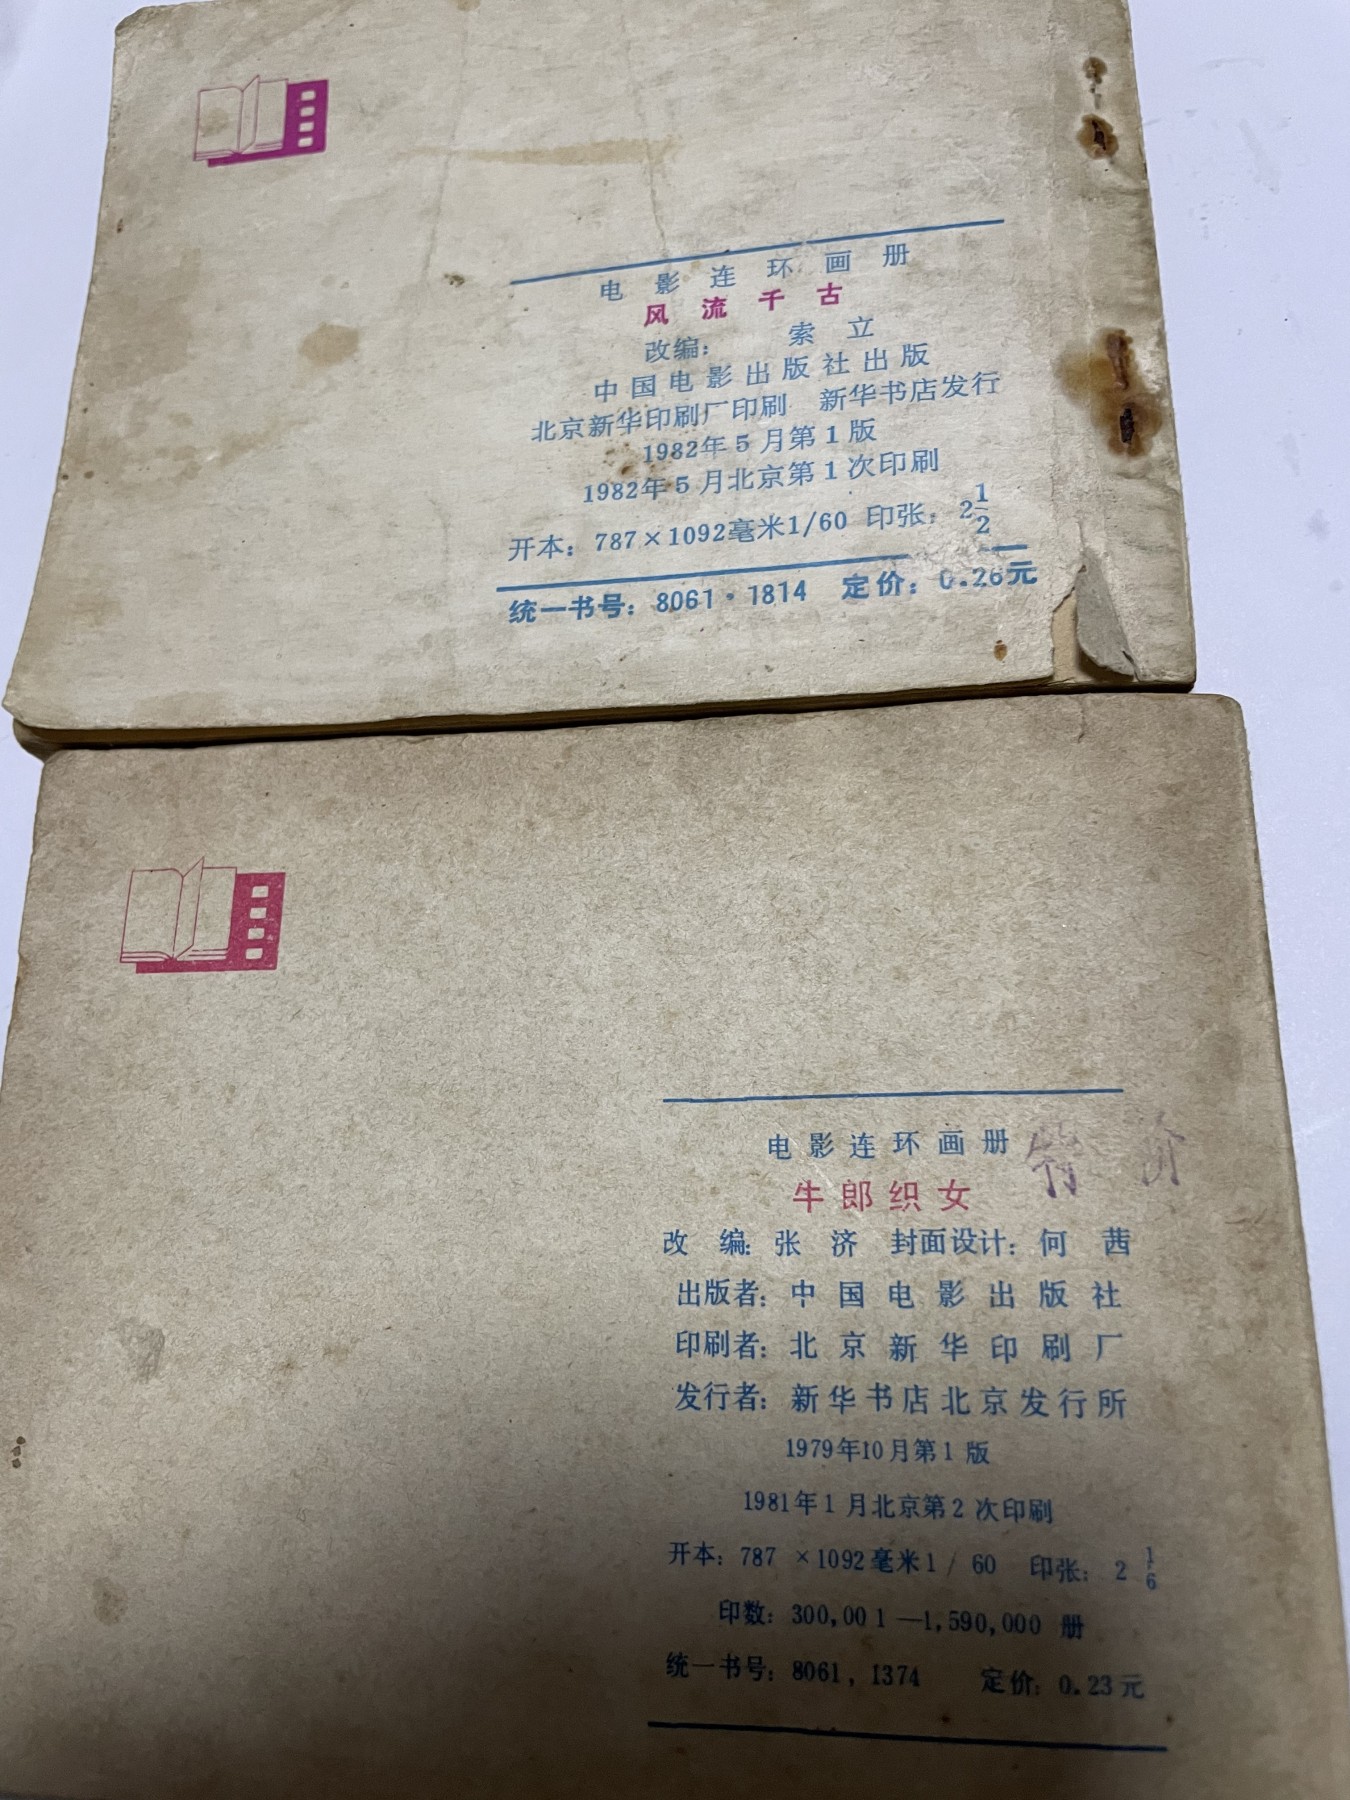 电影连环画册
风流千古
改编： 索立
中国电影出版社出版
北京新华印刷厂印刷 新华书店发行
1982年5月第1版
1982年5月北京第1次印刷
开本：787×1092毫米1/60 印张：2 1/2
统一书号：8061·1814 定价：0.26元
电影连环画册
特价
牛郎织女
改 编：张 济 封面设计：何 茜
出版者：中国电影出版社
印刷者：北京新华印刷厂
发行者：新华书店北京发行所
1979年10月第1版
1981年1月北京第2次印刷
开本：787×1092毫米1/60 印张：2 1/6
印数：300,001—1,590,000 册
统一书号：8061，1374 定价：0.23元